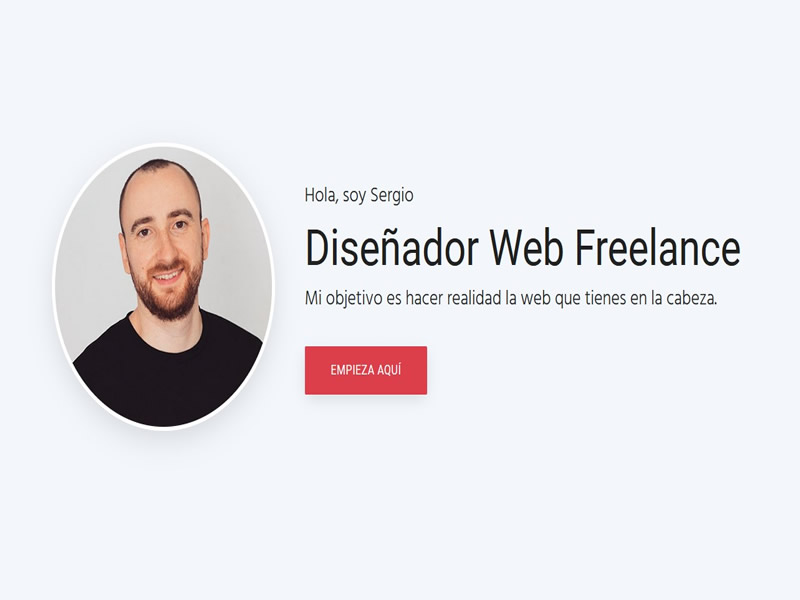 Hola, soy Sergio
Diseñador Web Freelance
Mi objetivo es hacer realidad la web que tienes en la cabeza.
EMPIEZA AQUÍ